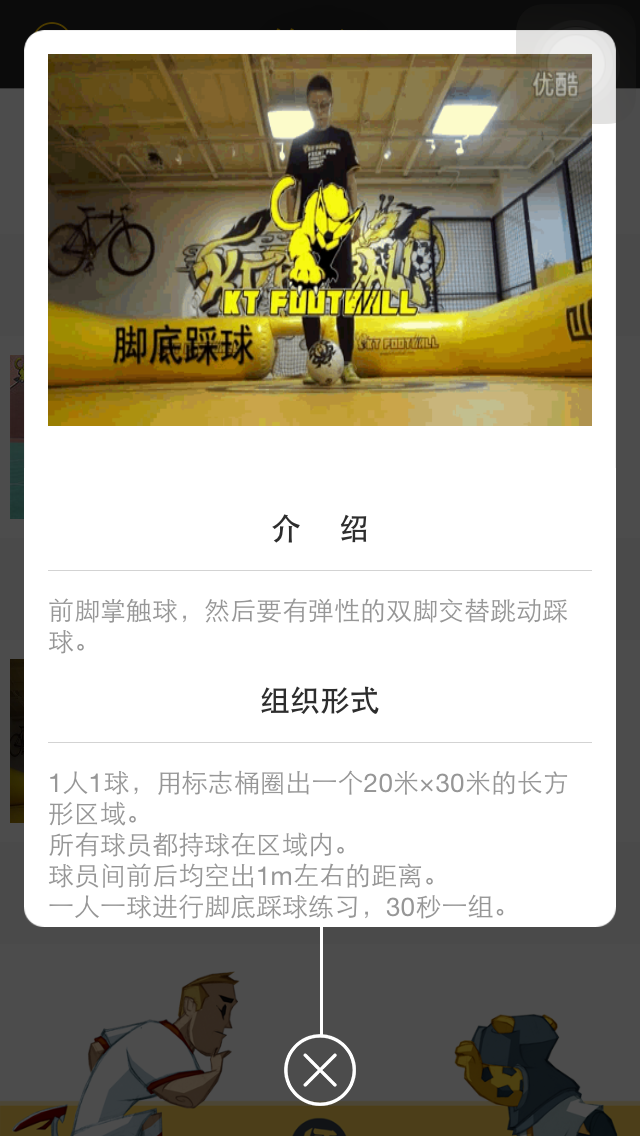 优酷
KT FOOTBALL
脚底踩球
KT FOOTBALL
介 绍
前脚掌触球，然后要有弹性的双脚交替跳动踩
球。
组织形式
1人1球，用标志桶圈出一个20米×30米的长方
形区域。
所有球员都持球在区域内。
球员间前后均空出1m左右的距离。
一人一球进行脚底踩球练习，30秒一组。